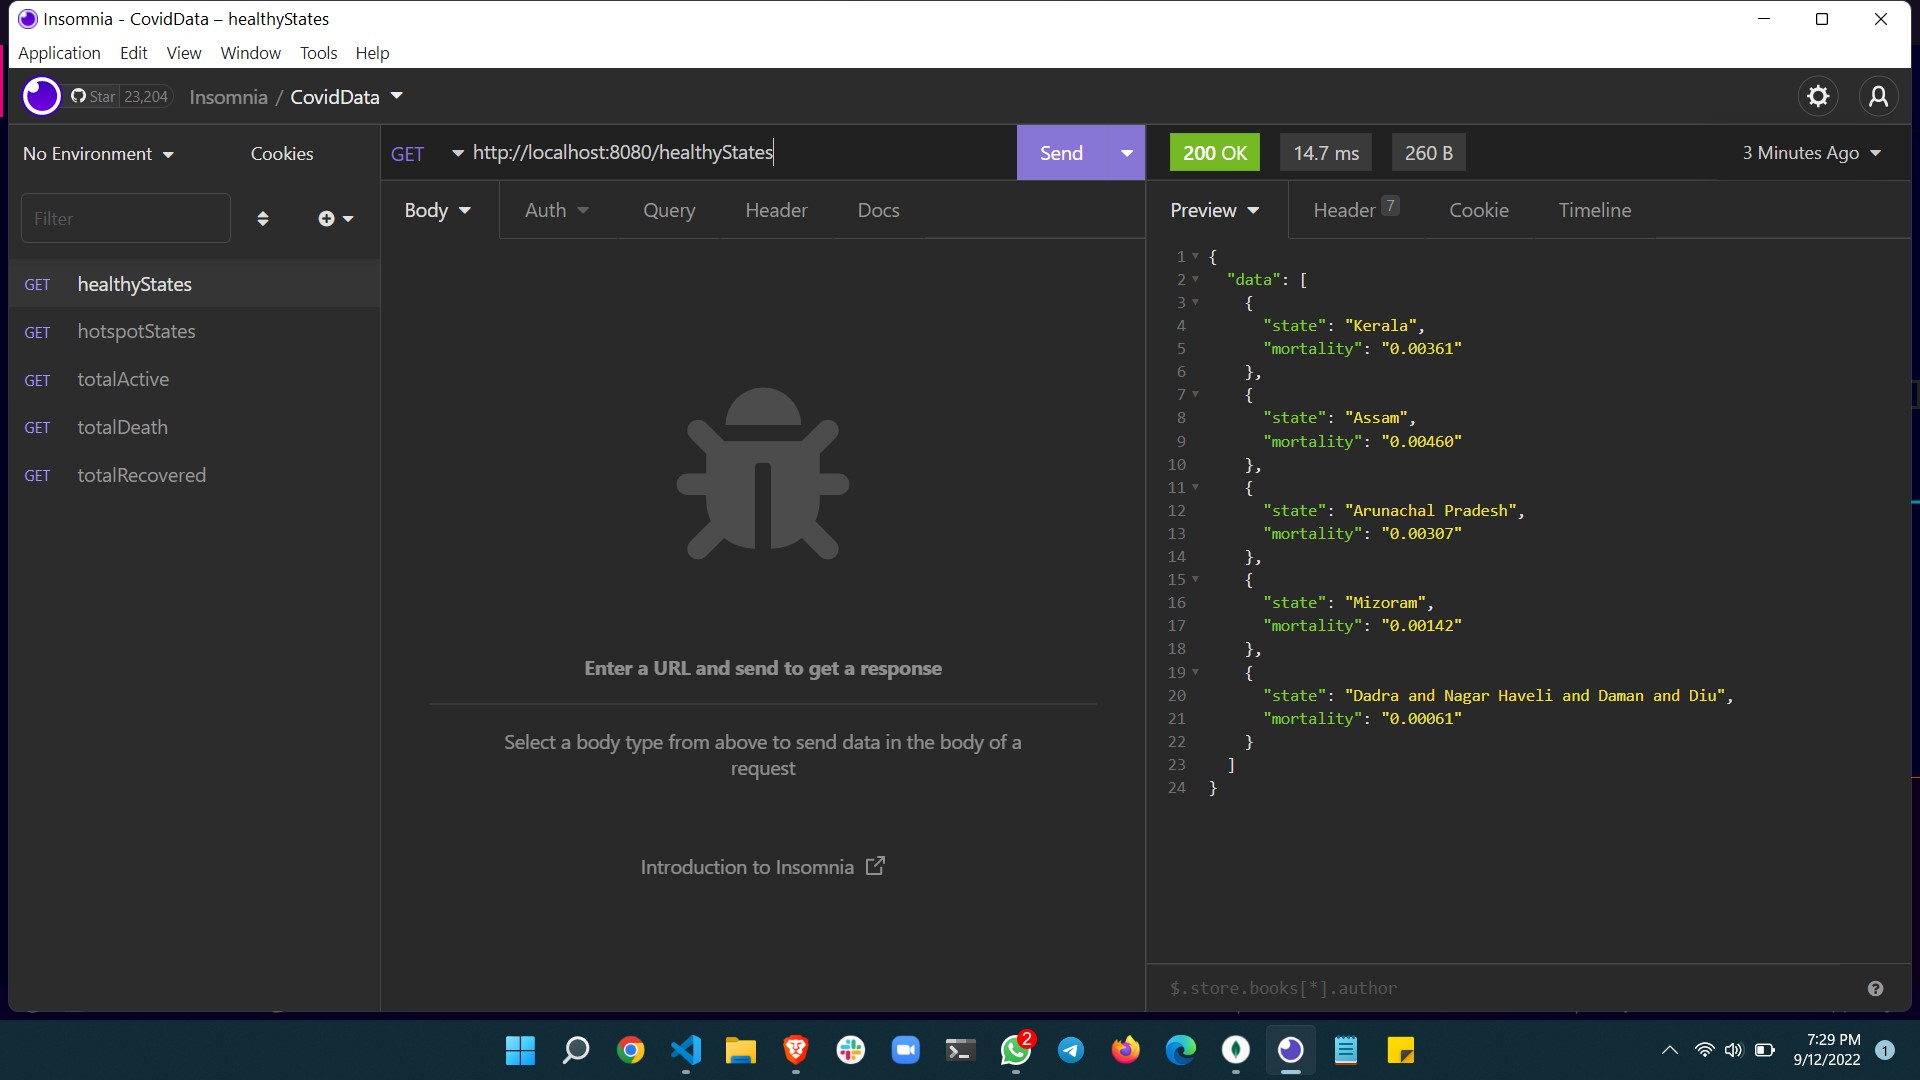 Insomnia - CovidData – healthyStates
Application Edit View Window Tools Help
Star 23,204 Insomnia / CovidData
No Environment Cookies
GET http://localhost:8080/healthyStates Send
200 OK 14.7 ms 260 B 3 Minutes Ago
Filter
Body Auth Query Header Docs
Preview Header 7 Cookie Timeline
GET healthyStates
GET hotspotStates
GET totalActive
GET totalDeath
GET totalRecovered
Enter a URL and send to get a response
Select a body type from above to send data in the body of a
request
Introduction to Insomnia
1 {
2 "data": [
3 {
4 "state": "Kerala",
5 "mortality": "0.00361"
6 },
7 {
8 "state": "Assam",
9 "mortality": "0.00460"
10 },
11 {
12 "state": "Arunachal Pradesh",
13 "mortality": "0.00307"
14 },
15 {
16 "state": "Mizoram",
17 "mortality": "0.00142"
18 },
19 {
20 "state": "Dadra and Nagar Haveli and Daman and Diu",
21 "mortality": "0.00061"
22 }
23 ]
24 }
$.store.books[*].author
2
7:29 PM
9/12/2022
1